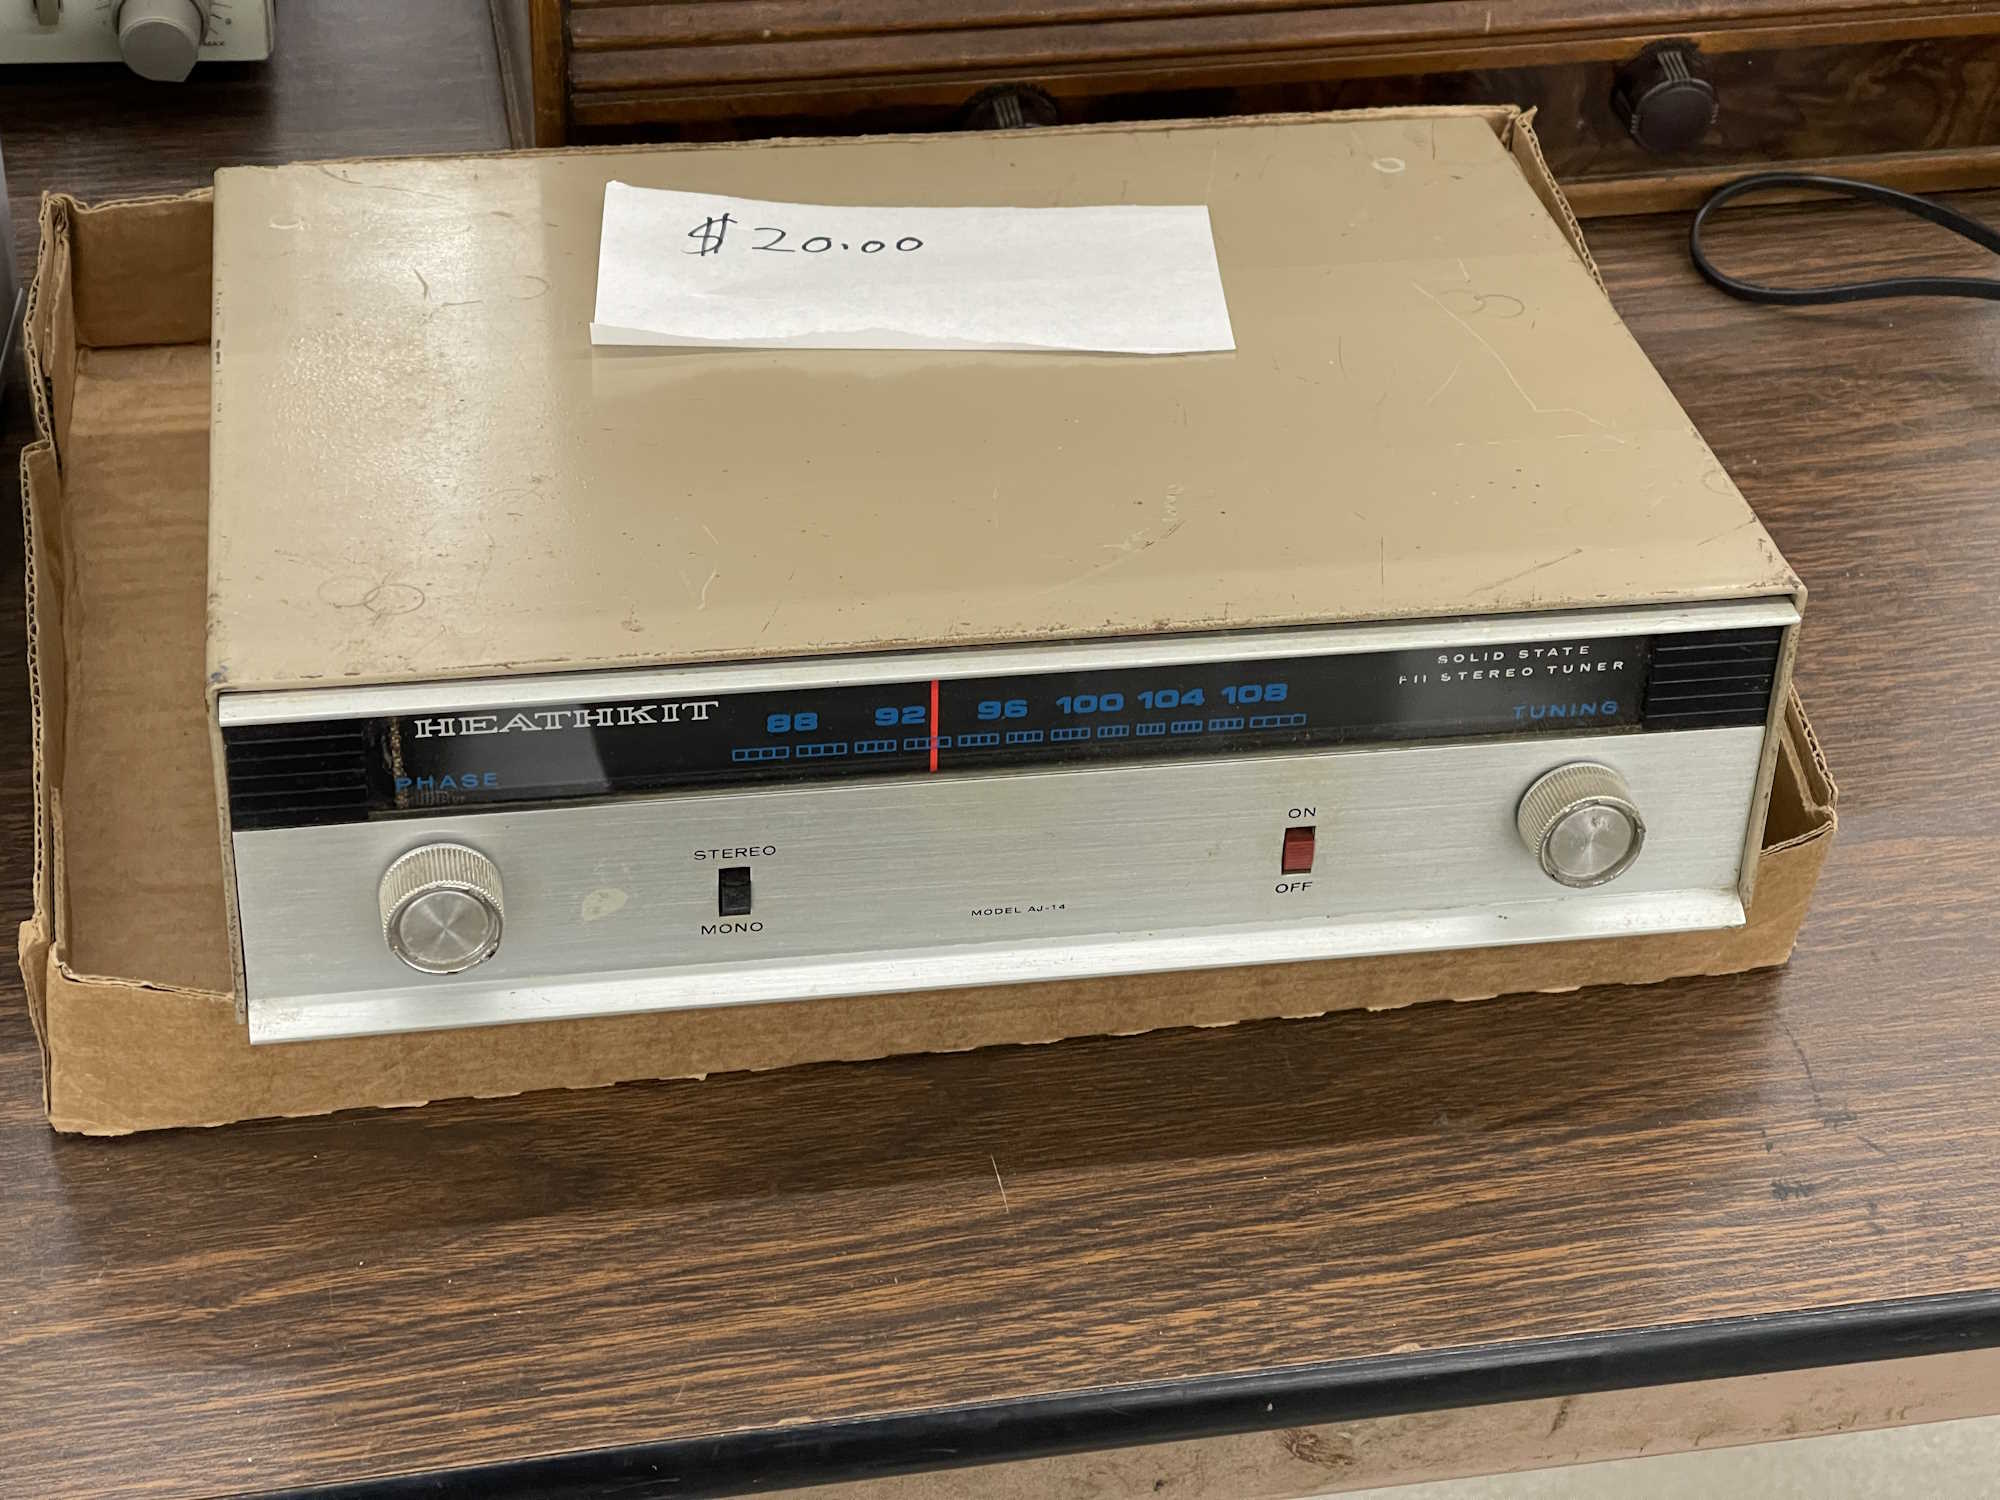 MAX
$20.00
HEATHKIT
88 92 96 100 104 108
SOLID STATE
FM STEREO TUNER
TUNING
PHASE
ON
OFF
STEREO
MONO
MODEL AJ-14